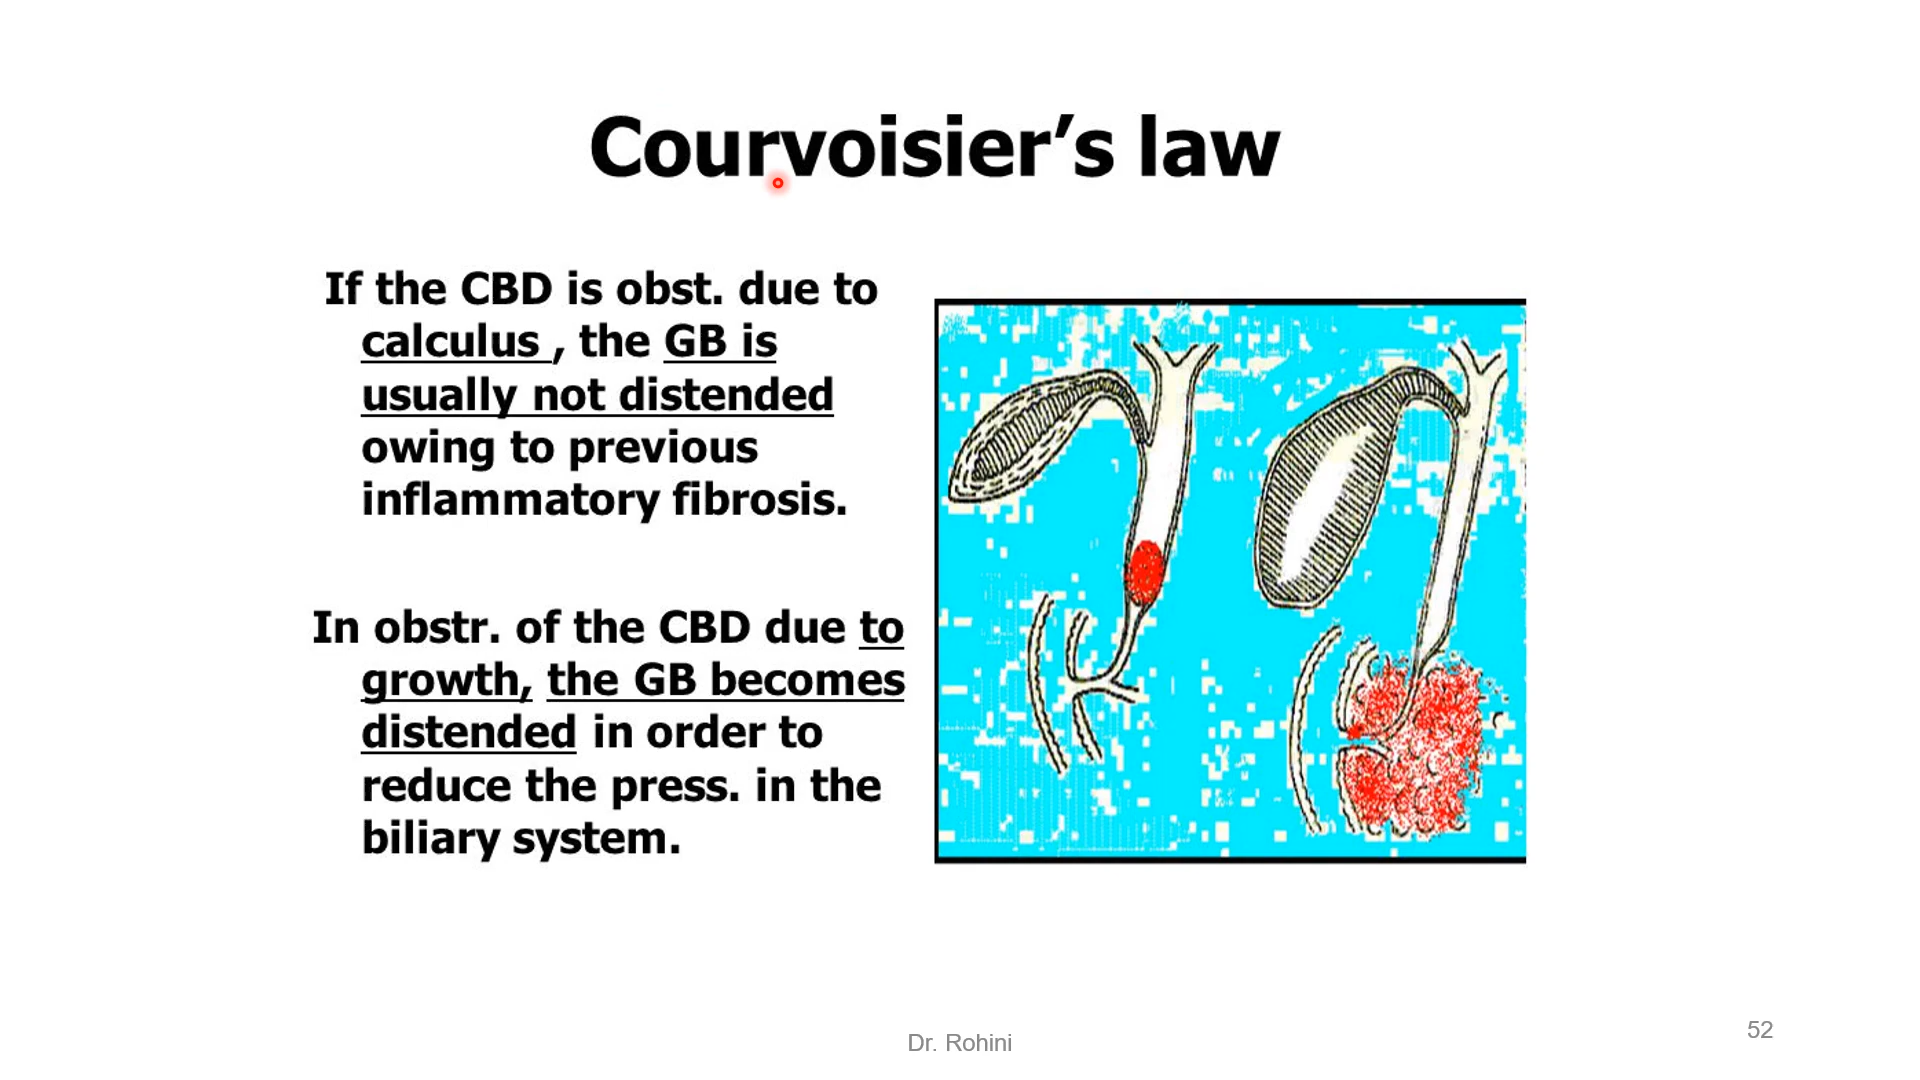 Courvoisier’s law
If the CBD is obst. due to
calculus , the GB is
usually not distended
owing to previous
inflammatory fibrosis.
In obstr. of the CBD due to
growth, the GB becomes
distended in order to
reduce the press. in the
biliary system.
Dr. Rohini
52